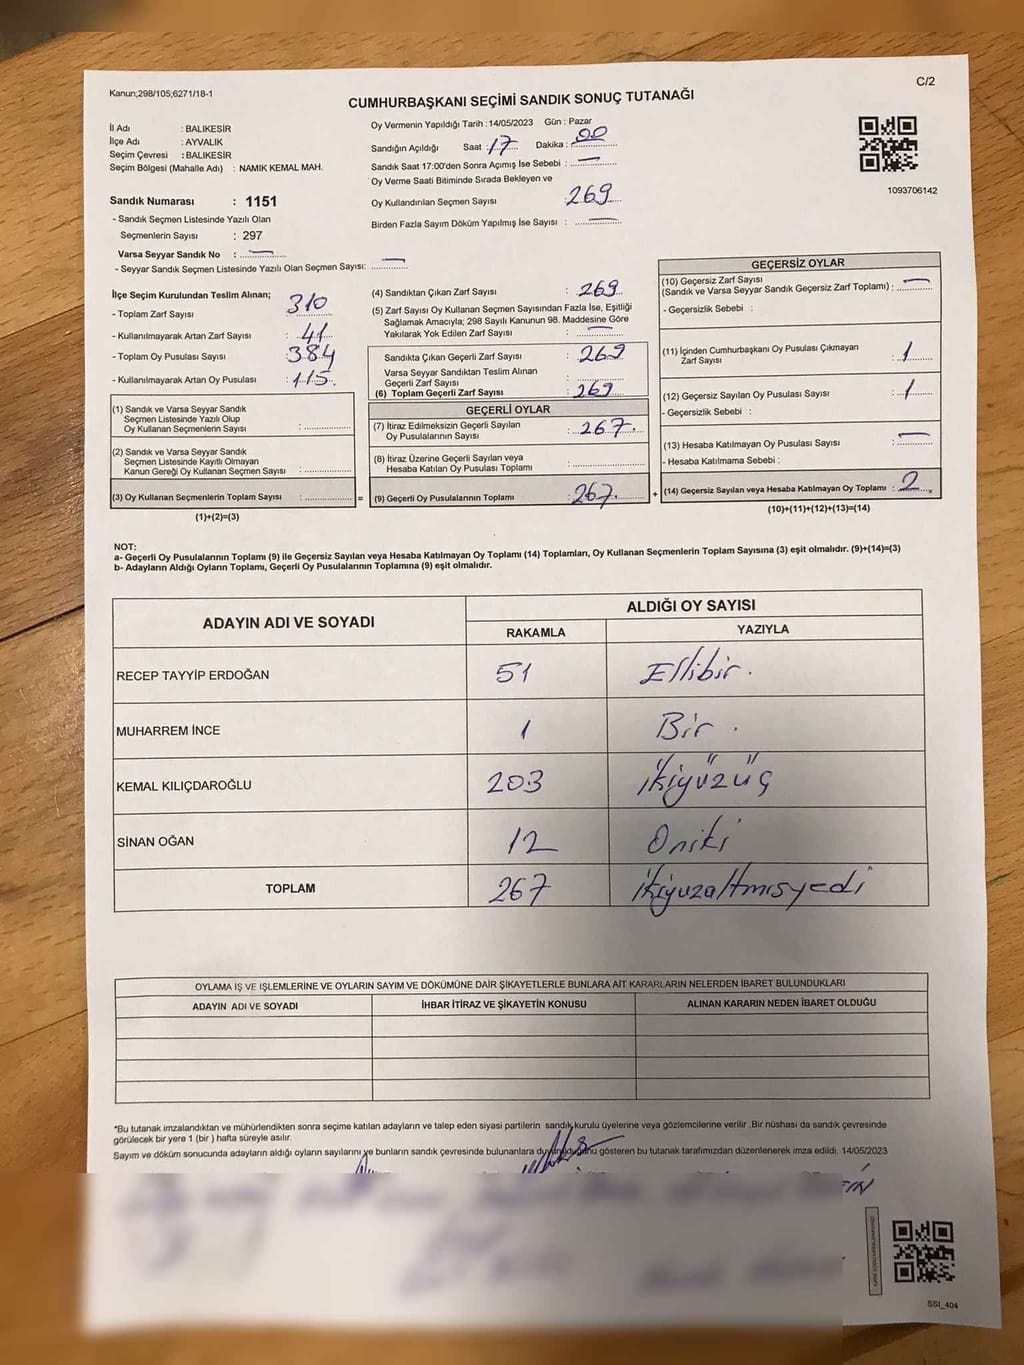 Kanun;298/105;6271/18-1
C/2
CUMHURBAŞKANI SEÇİMİ SANDIK SONUÇ TUTANAĞI
İl Adı : BALIKESİR
İlçe Adı : AYVALIK
Seçim Çevresi : BALIKESİR
Seçim Bölgesi (Mahalle Adı) : NAMIK KEMAL MAH.
Sandık Numarası : 1151
- Sandık Seçmen Listesinde Yazılı Olan
Seçmenlerin Sayısı : 297
Varsa Seyyar Sandık No : —
- Seyyar Sandık Seçmen Listesinde Yazılı Olan Seçmen Sayısı: —
Oy Vermenin Yapıldığı Tarih : 14/05/2023 Gün : Pazar
Sandığın Açıldığı Saat : 17 Dakika : 00
Sandık Saat 17:00'den Sonra Açımış İse Sebebi : —
Oy Verme Saati Bitiminde Sırada Bekleyen ve
Oy Kullandırılan Seçmen Sayısı 269
Birden Fazla Sayım Döküm Yapılmış İse Sayısı : —
1093706142
İlçe Seçim Kurulundan Teslim Alınan;
- Toplam Zarf Sayısı : 310
- Kullanılmayarak Artan Zarf Sayısı : 41
- Toplam Oy Pusulası Sayısı : 384
- Kullanılmayarak Artan Oy Pusulası : 115.
(1) Sandık ve Varsa Seyyar Sandık
Seçmen Listesinde Yazılı Olup
Oy Kullanan Seçmenlerin Sayısı :
(2) Sandık ve Varsa Seyyar Sandık
Seçmen Listesinde Kayıtlı Olmayan
Kanun Gereği Oy Kullanan Seçmen Sayısı :
(3) Oy Kullanan Seçmenlerin Toplam Sayısı : =
(1)+(2)=(3)
(4) Sandıktan Çıkan Zarf Sayısı : 269
(5) Zarf Sayısı Oy Kullanan Seçmen Sayısından Fazla İse, Eşitliği
Sağlamak Amacıyla; 298 Sayılı Kanunun 98. Maddesine Göre
Yakılarak Yok Edilen Zarf Sayısı : —
Sandıkta Çıkan Geçerli Zarf Sayısı : 269
Varsa Seyyar Sandıktan Teslim Alınan
Geçerli Zarf Sayısı :
(6) Toplam Geçerli Zarf Sayısı : 269
GEÇERLİ OYLAR
(7) İtiraz Edilmeksizin Geçerli Sayılan
Oy Pusulalarının Sayısı : 267.
(8) İtiraz Üzerine Geçerli Sayılan veya
Hesaba Katılan Oy Pusulası Toplamı :
(9) Geçerli Oy Pusulalarının Toplamı : 267. +
GEÇERSİZ OYLAR
(10) Geçersiz Zarf Sayısı
(Sandık ve Varsa Seyyar Sandık Geçersiz Zarf Toplamı) : —
- Geçersizlik Sebebi :
(11) İçinden Cumhurbaşkanı Oy Pusulası Çıkmayan
Zarf Sayısı : 1
(12) Geçersiz Sayılan Oy Pusulası Sayısı : 1
- Geçersizlik Sebebi :
(13) Hesaba Katılmayan Oy Pusulası Sayısı : —
- Hesaba Katılmama Sebebi :
(14) Geçersiz Sayılan veya Hesaba Katılmayan Oy Toplamı : 2
(10)+(11)+(12)+(13)=(14)
NOT:
a- Geçerli Oy Pusulalarının Toplamı (9) ile Geçersiz Sayılan veya Hesaba Katılmayan Oy Toplamı (14) Toplamları, Oy Kullanan Seçmenlerin Toplam Sayısına (3) eşit olmalıdır. (9)+(14)=(3)
b- Adayların Aldığı Oyların Toplamı, Geçerli Oy Pusulalarının Toplamına (9) eşit olmalıdır.
ADAYIN ADI VE SOYADI ALDIĞI OY SAYISI
RAKAMLA YAZIYLA
RECEP TAYYİP ERDOĞAN 51 Ellibir.
MUHARREM İNCE 1 Bir.
KEMAL KILIÇDAROĞLU 203 ikiyüzüç
SİNAN OĞAN 12 Oniki
TOPLAM 267 ikiyuzaltmısyedi
OYLAMA İŞ VE İŞLEMLERİNE VE OYLARIN SAYIM VE DÖKÜMÜNE DAİR ŞİKAYETLERLE BUNLARA AİT KARARLARIN NELERDEN İBARET BULUNDUKLARI
ADAYIN ADI VE SOYADI İHBAR İTİRAZ VE ŞİKAYETİN KONUSU ALINAN KARARIN NEDEN İBARET OLDUĞU
*Bu tutanak imzalandıktan ve mühürlendikten sonra seçime katılan adayların ve talep eden siyasi partilerin sandık kurulu üyelerine veya gözlemcilerine verilir .Bir nüshası da sandık çevresinde
görülecek bir yere 1 (bir ) hafta süreyle asılır.
Sayım ve döküm sonucunda adayların aldığı oyların sayılarını ve bunların sandık çevresinde bulunanlara duyurulduğunu gösteren bu tutanak tarafımızdan düzenlenerek imza edildi. 14/05/2023
SSI_404